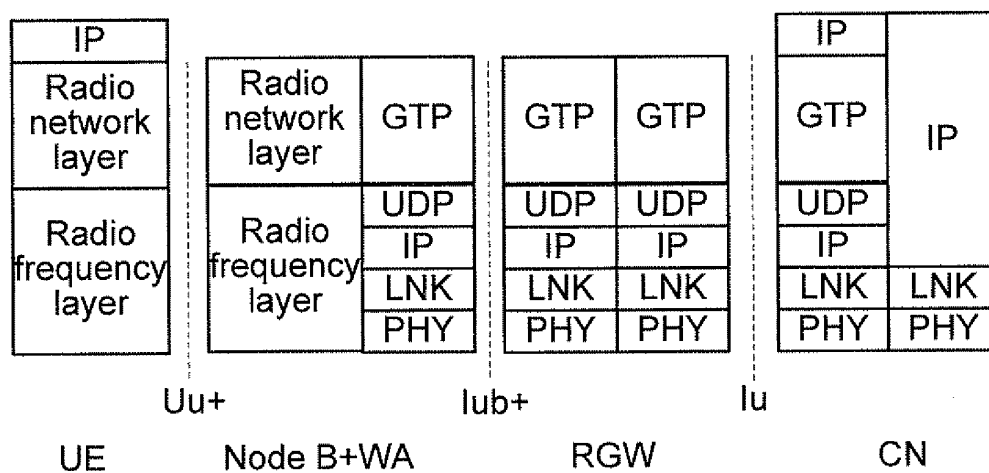 IP
Radio
network
layer
Radio
frequency
layer
Radio
network
layer
Radio
frequency
layer
GTP
UDP
IP
LNK
PHY
GTP
UDP
IP
LNK
PHY
GTP
UDP
IP
LNK
PHY
IP
GTP
UDP
IP
LNK
PHY
IP
LNK
PHY
Uu+
Iub+
Iu
UE
Node B+WA
RGW
CN